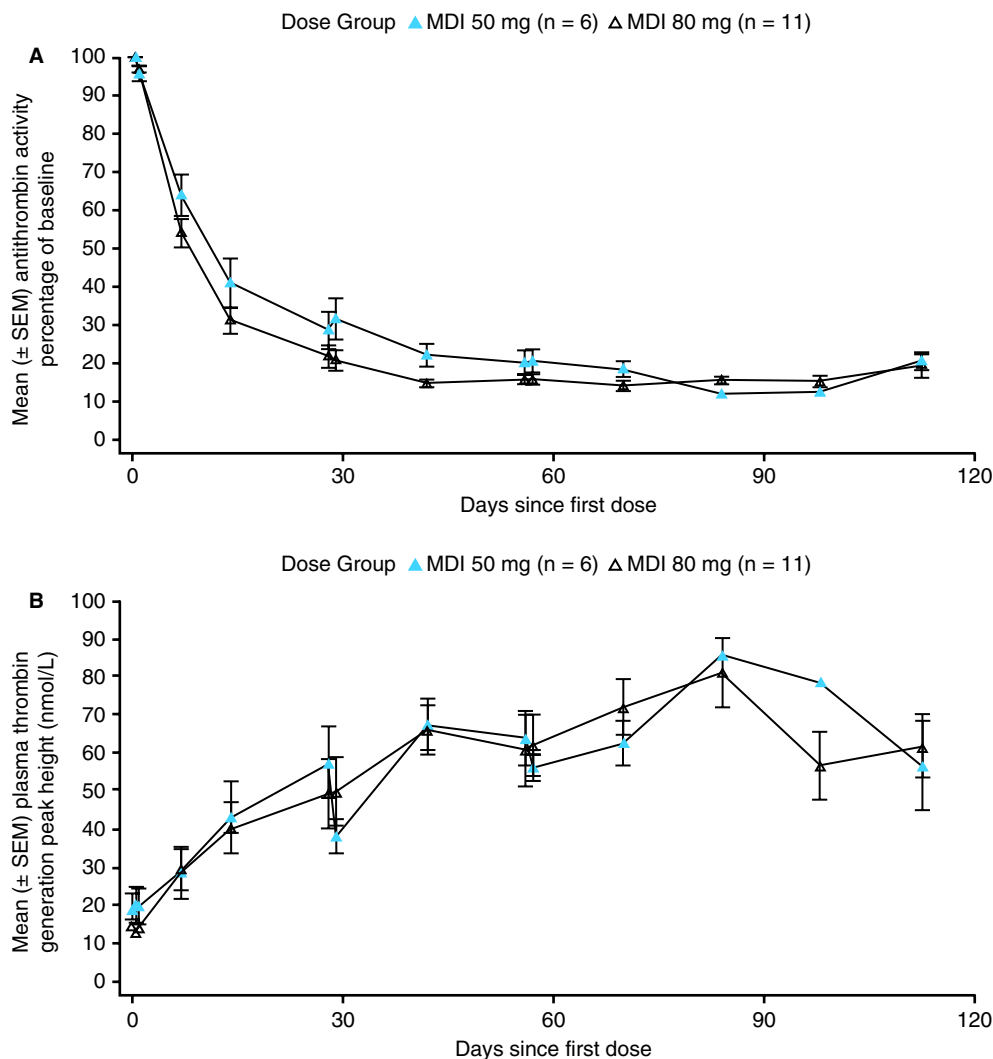 Dose Group ▲ MDI 50 mg (n = 6) △ MDI 80 mg (n = 11)
A
100
90
80
70
60
50
40
30
20
10
0
Mean (± SEM) antithrombin activity
percentage of baseline
0 30 60 90 120
Days since first dose
Dose Group ▲ MDI 50 mg (n = 6) △ MDI 80 mg (n = 11)
B
100
90
80
70
60
50
40
30
20
10
0
Mean (± SEM) plasma thrombin
generation peak height (nmol/L)
0 30 60 90 120
Days since first dose